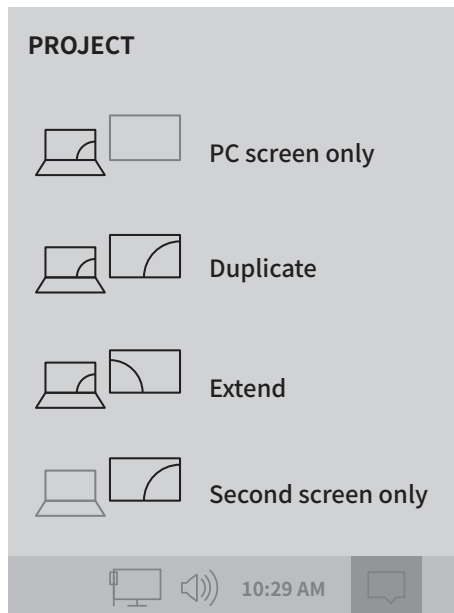 PROJECT
PC screen only
Duplicate
Extend
Second screen only
10:29 AM